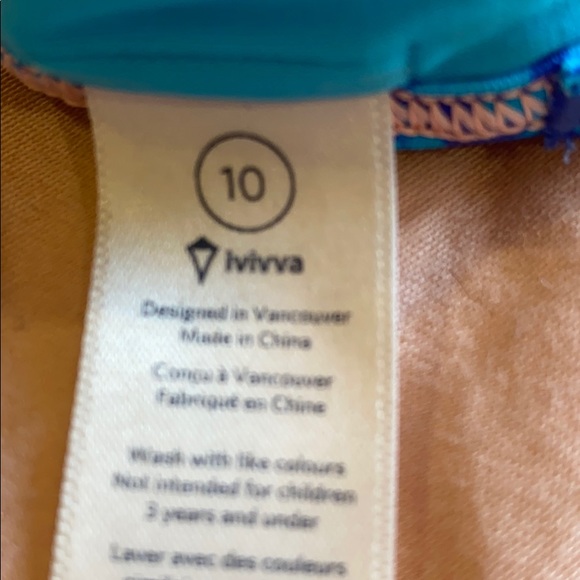 10
ivivva
Designed in Vancouver
Made in China
Conçu à Vancouver
Fabriqué en Chine
Wash with like colours
Not intended for children
3 years and under
Laver avec des couleurs